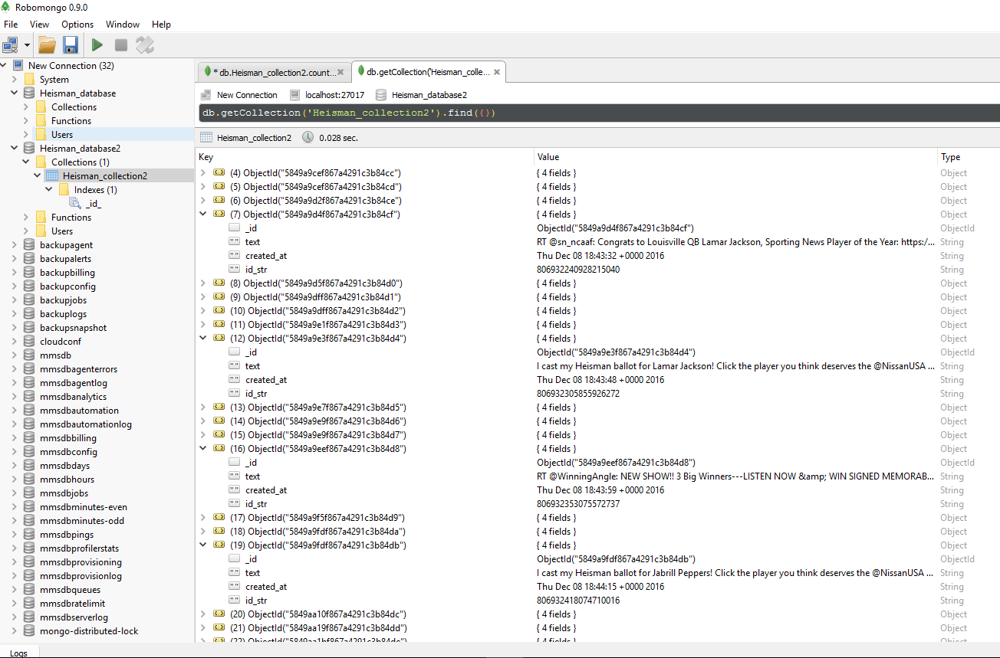 Robomongo 0.9.0
File View Options Window Help
New Connection (32)
System
Heisman_database
Collections
Functions
Users
Heisman_database2
Collections (1)
Heisman_collection2
Indexes (1)
_id_
Functions
Users
backupagent
backupalerts
backupbilling
backupconfig
backupjobs
backuplogs
backupsnapshot
cloudconf
mmsdb
mmsdbagenterrors
mmsdbagentlog
mmsdbanalytics
mmsdbautomation
mmsdbautomationlog
mmsdbbilling
mmsdbconfig
mmsdbdays
mmsdbhours
mmsdbjobs
mmsdbminutes-even
mmsdbminutes-odd
mmsdbpings
mmsdbprofilerstats
mmsdbprovisioning
mmsdbprovisionlog
mmsdbqueues
mmsdbratelimit
mmsdbserverlog
mongo-distributed-lock
* db.Heisman_collection2.count... db.getCollection('Heisman_colle...
New Connection localhost:27017 Heisman_database2
db.getCollection('Heisman_collection2').find({})
Heisman_collection2 0.028 sec.
Key Value Type
(4) ObjectId("5849a9cef867a4291c3b84cc") { 4 fields } Object
(5) ObjectId("5849a9cef867a4291c3b84cd") { 4 fields } Object
(6) ObjectId("5849a9d2f867a4291c3b84ce") { 4 fields } Object
(7) ObjectId("5849a9d4f867a4291c3b84cf") { 4 fields } Object
_id ObjectId("5849a9d4f867a4291c3b84cf") ObjectId
text RT @sn_ncaaf: Congrats to Louisville QB Lamar Jackson, Sporting News Player of the Year: https:/... String
created_at Thu Dec 08 18:43:32 +0000 2016 String
id_str 806932240928215040 String
(8) ObjectId("5849a9d5f867a4291c3b84d0") { 4 fields } Object
(9) ObjectId("5849a9dff867a4291c3b84d1") { 4 fields } Object
(10) ObjectId("5849a9dff867a4291c3b84d2") { 4 fields } Object
(11) ObjectId("5849a9e1f867a4291c3b84d3") { 4 fields } Object
(12) ObjectId("5849a9e3f867a4291c3b84d4") { 4 fields } Object
_id ObjectId("5849a9e3f867a4291c3b84d4") ObjectId
text I cast my Heisman ballot for Lamar Jackson! Click the player you think deserves the @NissanUSA ... String
created_at Thu Dec 08 18:43:48 +0000 2016 String
id_str 806932305855926272 String
(13) ObjectId("5849a9e7f867a4291c3b84d5") { 4 fields } Object
(14) ObjectId("5849a9e9f867a4291c3b84d6") { 4 fields } Object
(15) ObjectId("5849a9e9f867a4291c3b84d7") { 4 fields } Object
(16) ObjectId("5849a9eef867a4291c3b84d8") { 4 fields } Object
_id ObjectId("5849a9eef867a4291c3b84d8") ObjectId
text RT @WinningAngle: NEW SHOW!! 3 Big Winners---LISTEN NOW &amp; WIN SIGNED MEMORAB... String
created_at Thu Dec 08 18:43:59 +0000 2016 String
id_str 806932353075572737 String
(17) ObjectId("5849a9f5f867a4291c3b84d9") { 4 fields } Object
(18) ObjectId("5849a9fdf867a4291c3b84da") { 4 fields } Object
(19) ObjectId("5849a9fdf867a4291c3b84db") { 4 fields } Object
_id ObjectId("5849a9fdf867a4291c3b84db") ObjectId
text I cast my Heisman ballot for Jabrill Peppers! Click the player you think deserves the @NissanUSA ... String
created_at Thu Dec 08 18:44:15 +0000 2016 String
id_str 806932418074710016 String
(20) ObjectId("5849aa10f867a4291c3b84dc") { 4 fields } Object
(21) ObjectId("5849aa19f867a4291c3b84dd") { 4 fields } Object
(22) ObjectId("5849aa1bf867a4291c3b84de") { 4 fields } Object
Logs